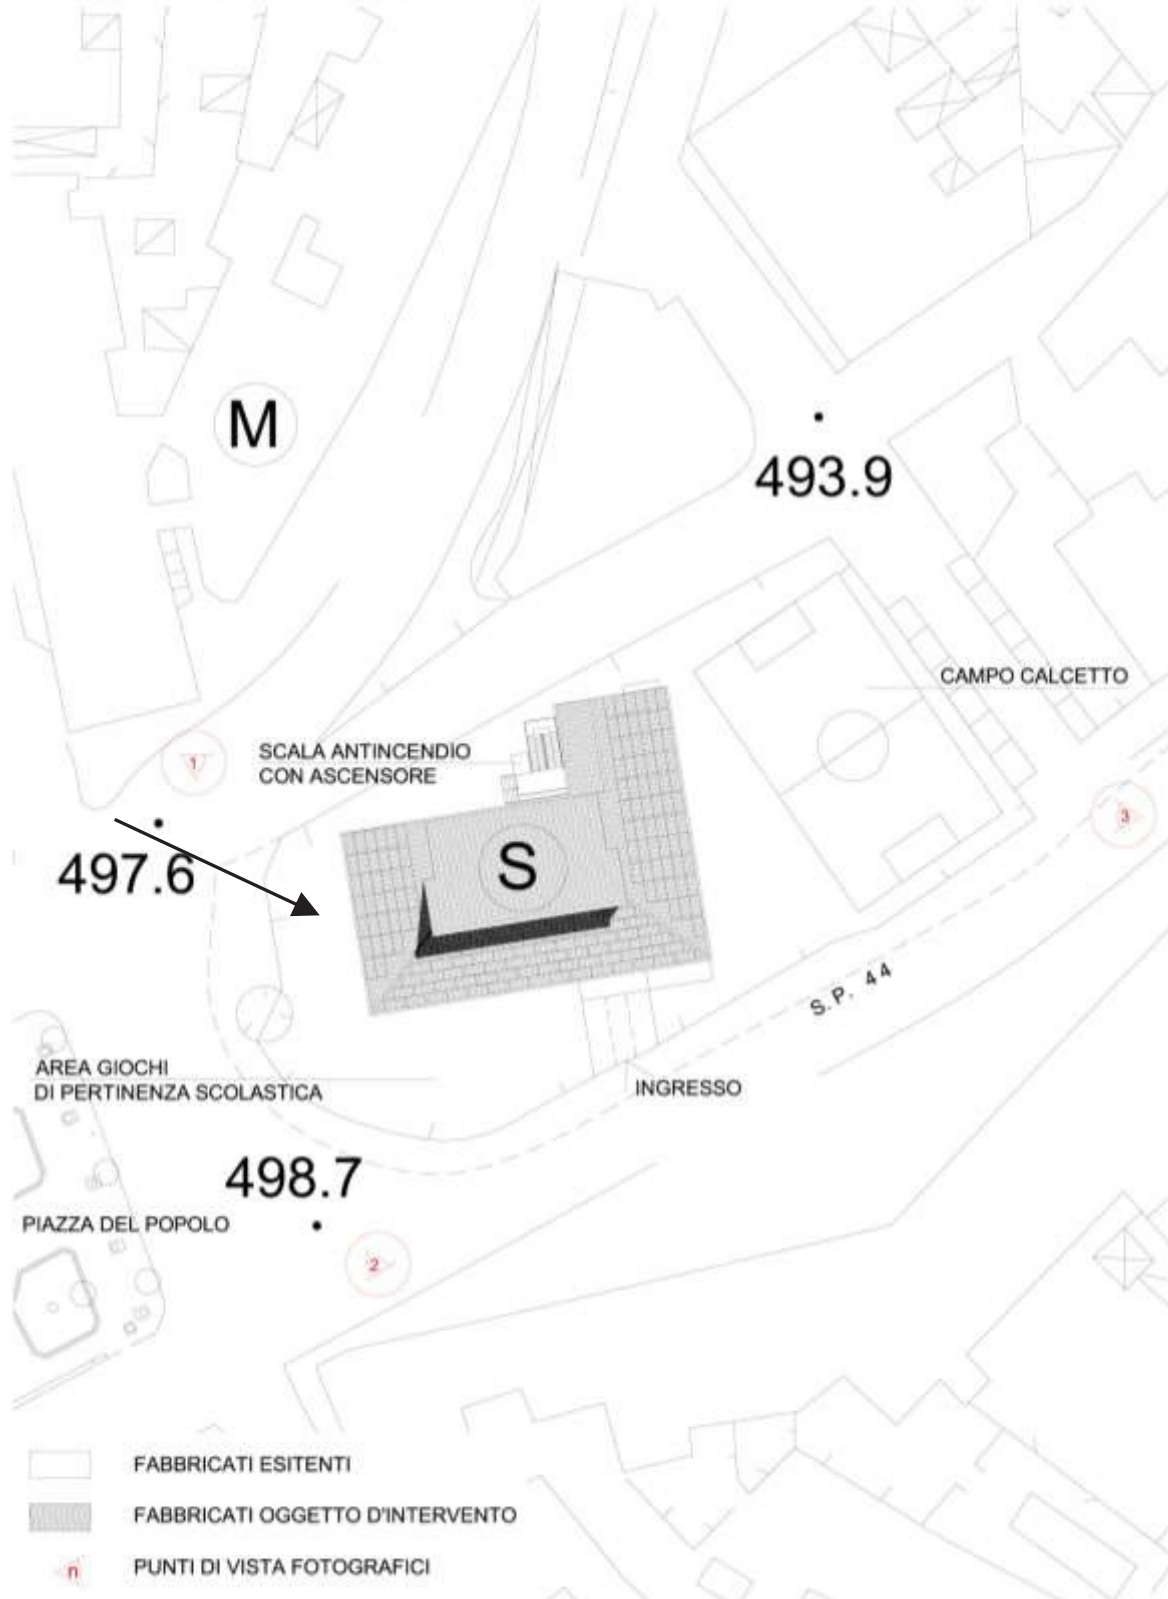 M
493.9
CAMPO CALCETTO
1
SCALA ANTINCENDIO
CON ASCENSORE
3
497.6
S
S.P. 44
AREA GIOCHI
DI PERTINENZA SCOLASTICA
INGRESSO
498.7
PIAZZA DEL POPOLO
2
FABBRICATI ESITENTI
FABBRICATI OGGETTO D'INTERVENTO
n
PUNTI DI VISTA FOTOGRAFICI